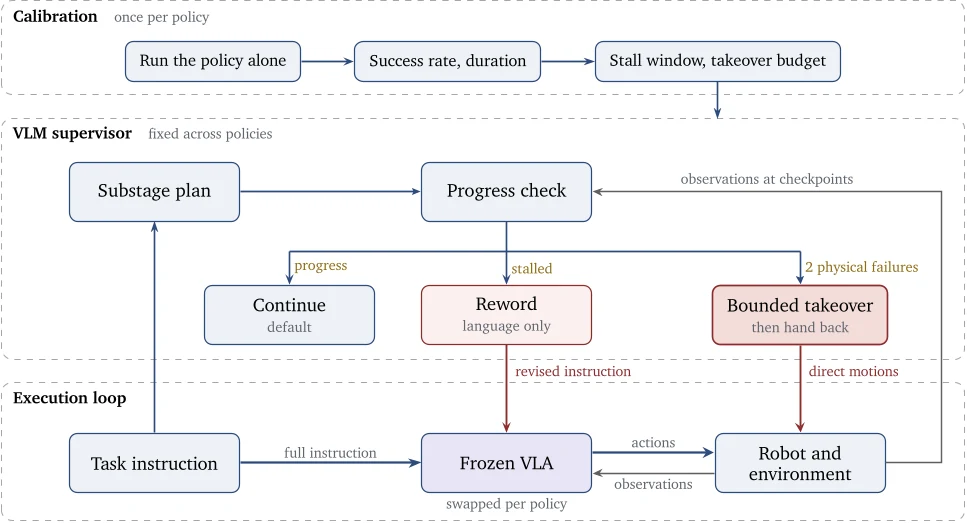 Calibration once per policy
Run the policy alone
Success rate, duration
Stall window, takeover budget
VLM supervisor fixed across policies
Substage plan
Progress check
observations at checkpoints
progress
stalled
2 physical failures
Continue
default
Reword
language only
Bounded takeover
then hand back
revised instruction
direct motions
Execution loop
Task instruction
full instruction
Frozen VLA
swapped per policy
actions
observations
Robot and
environment